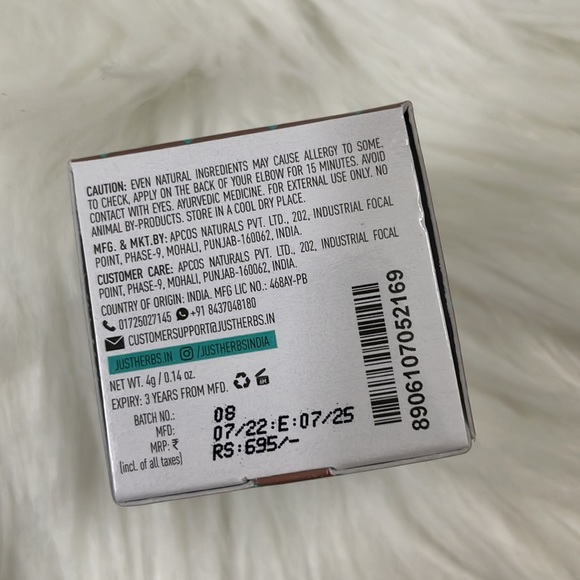 CAUTION: EVEN NATURAL INGREDIENTS MAY CAUSE ALLERGY TO SOME.
TO CHECK, APPLY ON THE BACK OF YOUR ELBOW FOR 15 MINUTES. AVOID
CONTACT WITH EYES. AYURVEDIC MEDICINE. FOR EXTERNAL USE ONLY. NO
ANIMAL BY-PRODUCTS. STORE IN A COOL DRY PLACE.
MFG. & MKT.BY: APCOS NATURALS PVT. LTD., 202, INDUSTRIAL FOCAL
POINT, PHASE-9, MOHALI, PUNJAB-160062, INDIA.
CUSTOMER CARE: APCOS NATURALS PVT. LTD., 202, INDUSTRIAL FOCAL
POINT, PHASE-9, MOHALI, PUNJAB-160062, INDIA.
COUNTRY OF ORIGIN: INDIA. MFG LIC NO.: 468AY-PB
01725027145 +91 8437048180
CUSTOMERSUPPORT@JUSTHERBS.IN
JUSTHERBS.IN /JUSTHERBSINDIA
NET WT. 4g / 0.14 oz.
EXPIRY: 3 YEARS FROM MFD. 
BATCH NO.: 08
MFD: 07/22:E:07/25
MRP: ₹ RS:695/-
(incl. of all taxes)
8906107052169